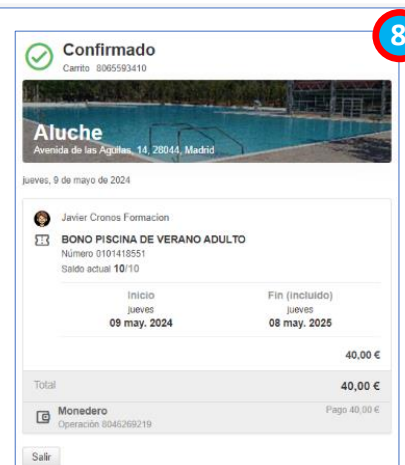 8
Confirmado
Carrito 8065593410
Aluche
Avenida de las Aguilas, 14, 28044, Madrid
jueves, 9 de mayo de 2024
Javier Cronos Formacion
BONO PISCINA DE VERANO ADULTO
Número 0101418551
Saldo actual 10/10
Inicio Fin (incluido)
jueves jueves
09 may. 2024 08 may. 2025
40,00 €
Total 40,00 €
Monedero Pago 40,00 €
Operación 8046269219
Salir